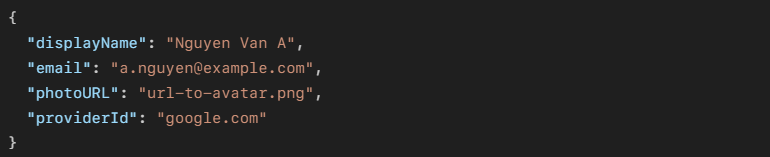 {
  "displayName": "Nguyen Van A",
  "email": "a.nguyen@example.com",
  "photoURL": "url-to-avatar.png",
  "providerId": "google.com"
}